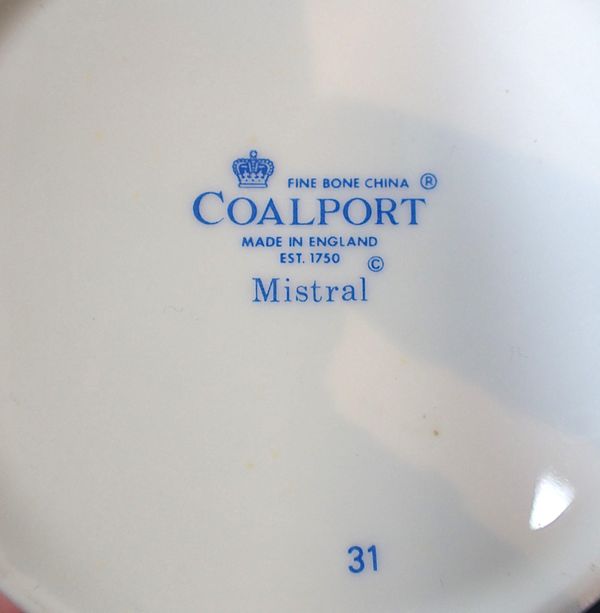 FINE BONE CHINA ®
COALPORT
MADE IN ENGLAND
EST. 1750 ©
Mistral
31